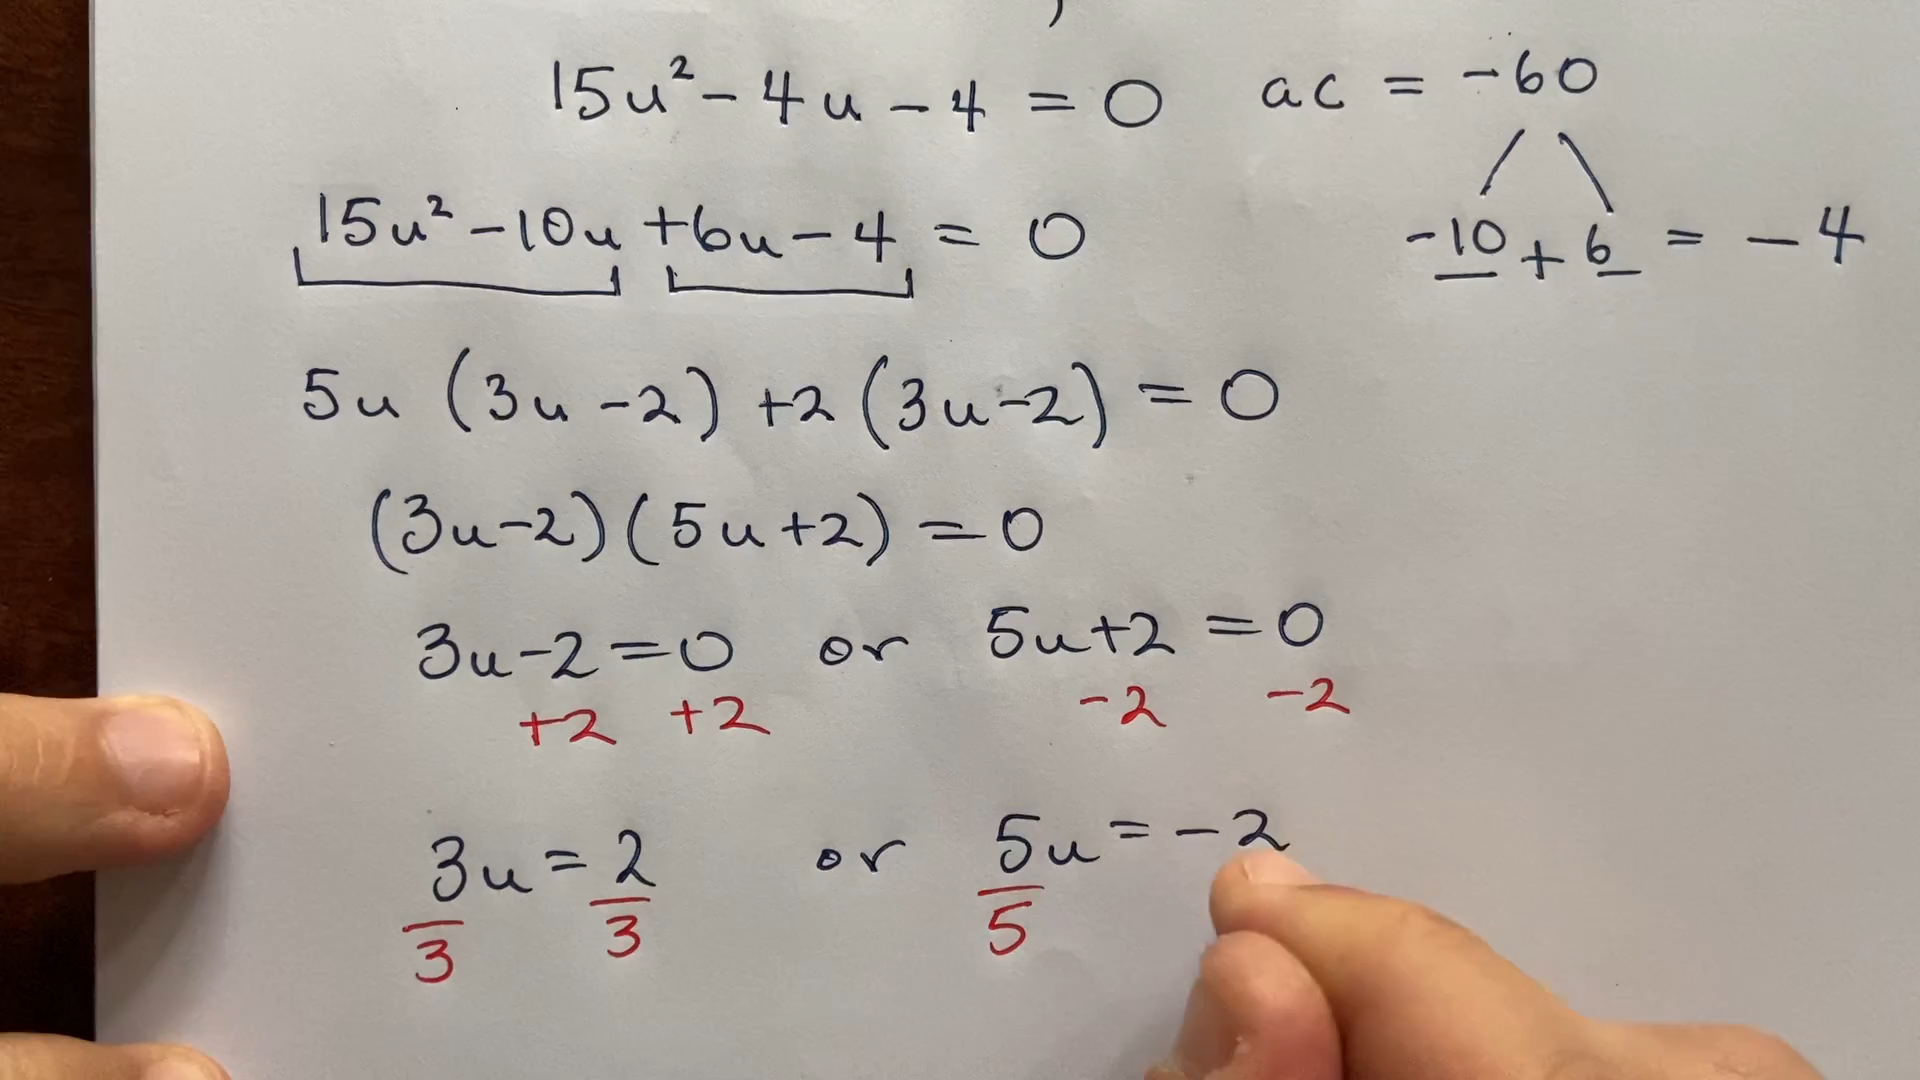 15u² - 4u - 4 = 0 ac = -60
15u² - 10u + 6u - 4 = 0 -10 + 6 = -4
5u (3u - 2) + 2 (3u - 2) = 0
(3u - 2)(5u + 2) = 0
3u - 2 = 0 or 5u + 2 = 0
+2 +2 -2 -2
3u = 2 or 5u = -2
3 3 5